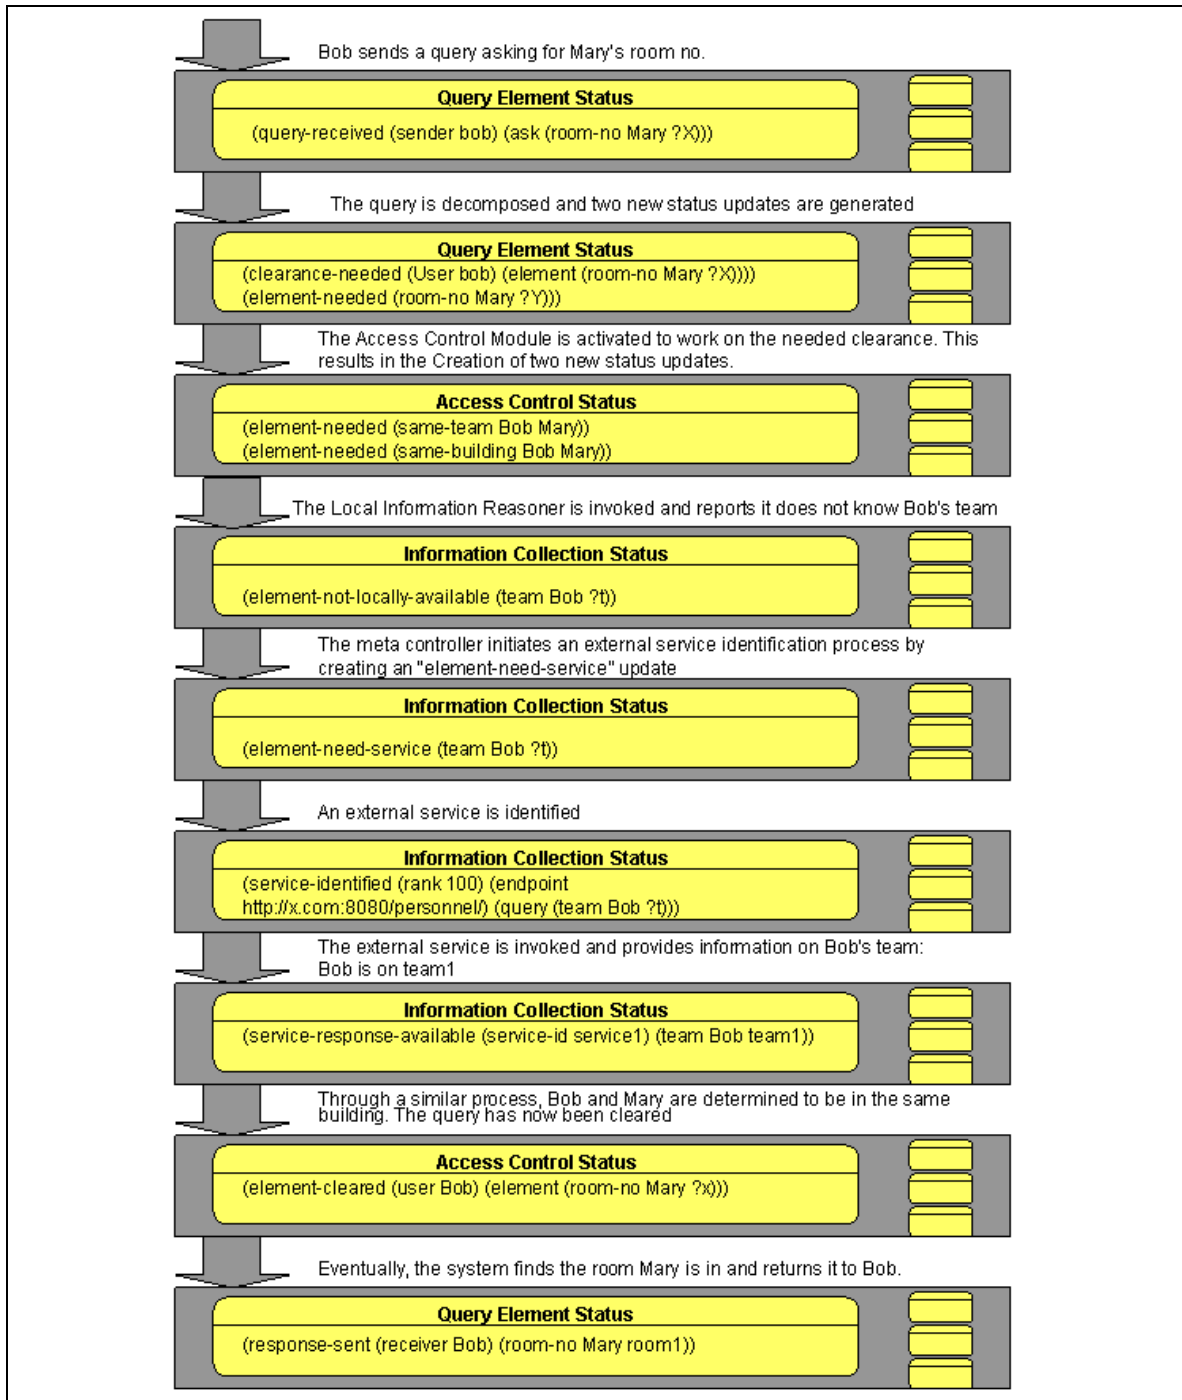 Bob sends a query asking for Mary's room no.
Query Element Status
(query-received (sender bob) (ask (room-no Mary ?X)))
The query is decomposed and two new status updates are generated
Query Element Status
(clearance-needed (User bob) (element (room-no Mary ?X))))
(element-needed (room-no Mary ?Y)))
The Access Control Module is activated to work on the needed clearance. This
results in the Creation of two new status updates.
Access Control Status
(element-needed (same-team Bob Mary))
(element-needed (same-building Bob Mary))
The Local Information Reasoner is invoked and reports it does not know Bob's team
Information Collection Status
(element-not-locally-available (team Bob ?t))
The meta controller initiates an external service identification process by
creating an "element-need-service" update
Information Collection Status
(element-need-service (team Bob ?t))
An external service is identified
Information Collection Status
(service-identified (rank 100) (endpoint
http://x.com:8080/personnel/) (query (team Bob ?t)))
The external service is invoked and provides information on Bob's team:
Bob is on team1
Information Collection Status
(service-response-available (service-id service1) (team Bob team1))
Through a similar process, Bob and Mary are determined to be in the same
building. The query has now been cleared
Access Control Status
(element-cleared (user Bob) (element (room-no Mary ?x)))
Eventually, the system finds the room Mary is in and returns it to Bob.
Query Element Status
(response-sent (receiver Bob) (room-no Mary room1))